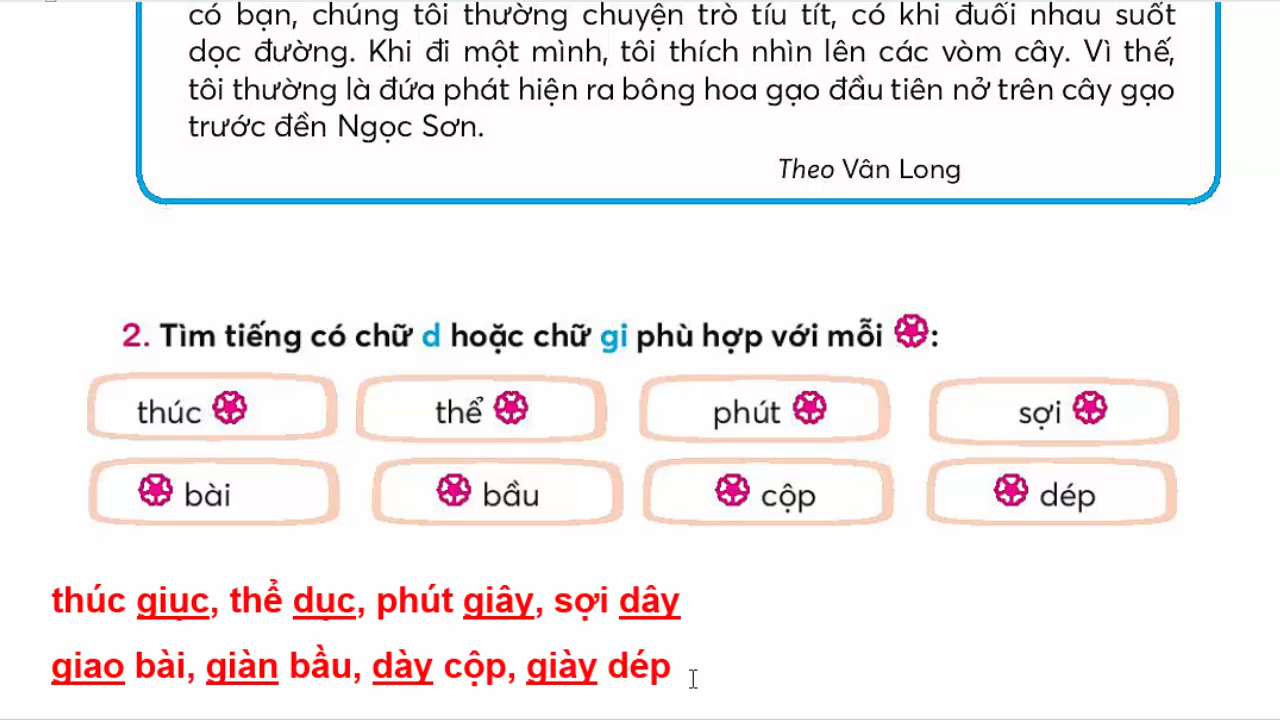 có bạn, chúng tôi thường chuyện trò tíu tít, có khi đuổi nhau suốt
dọc đường. Khi đi một mình, tôi thích nhìn lên các vòm cây. Vì thế,
tôi thường là đứa phát hiện ra bông hoa gạo đầu tiên nở trên cây gạo
trước đền Ngọc Sơn.
Theo Vân Long
2. Tìm tiếng có chữ d hoặc chữ gi phù hợp với mỗi :
thúc
thể
phút
sợi
bài
bầu
cộp
dép
thúc giục, thể dục, phút giây, sợi dây
giao bài, giàn bầu, dày cộp, giày dép